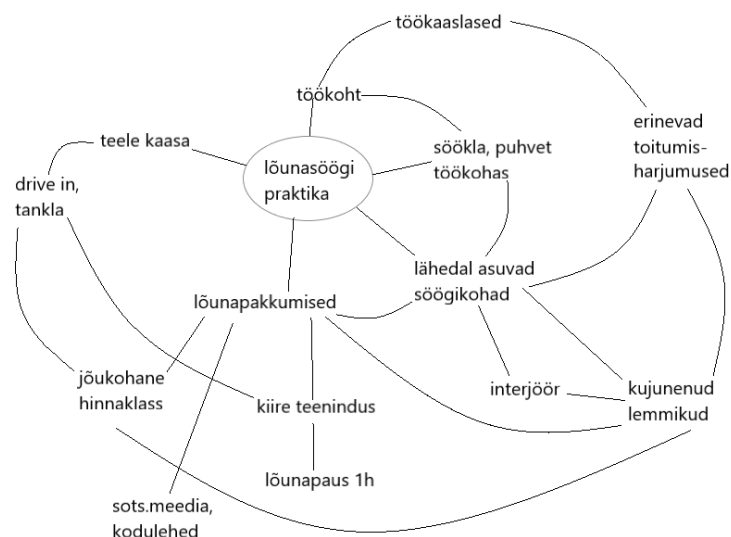 töökaaslased
töökoht
erinevad
toitumis-
harjumused
teele kaasa
söökla, puhvet
töökohas
lõunasöögi
praktika
drive in,
tankla
lähedal asuvad
söögikohad
lõunapakkumised
jõukohane
hinnaklass
kiire teenindus
interjöör
kujunenud
lemmikud
lõunapaus 1h
sots.meedia,
kodulehed